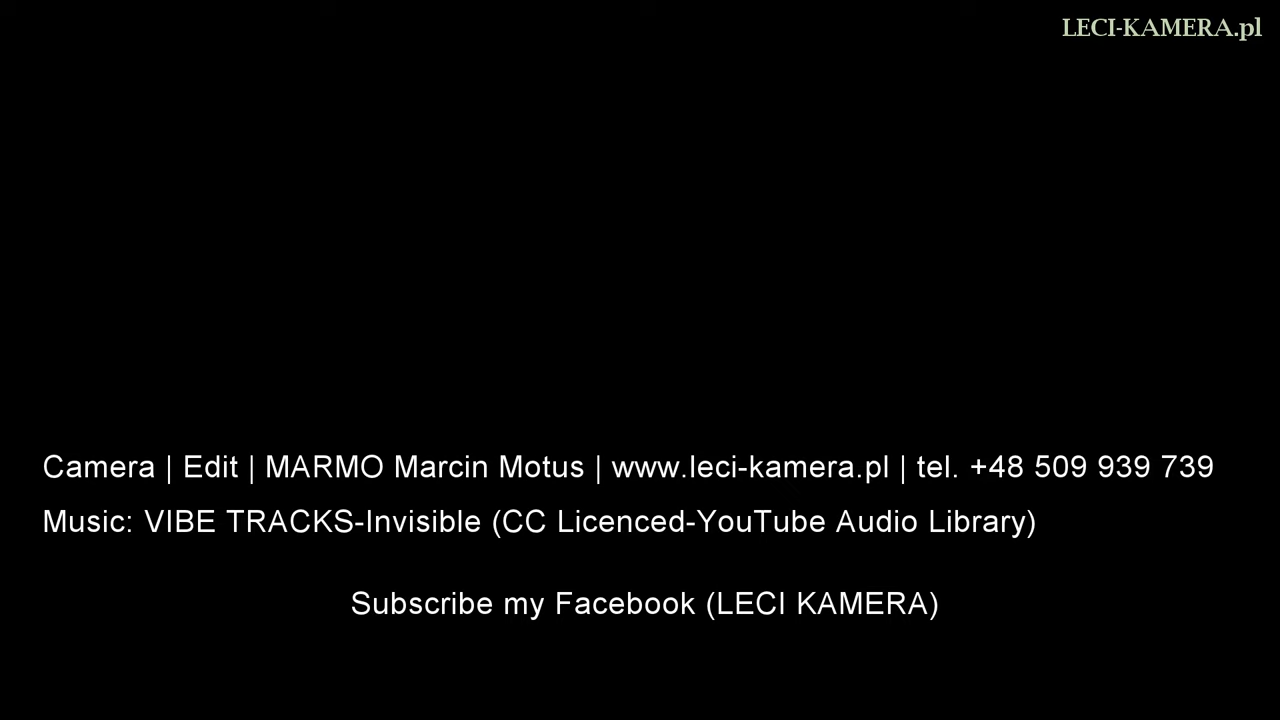 LECI-KAMERA.pl
Camera | Edit | MARMO Marcin Motus | www.leci-kamera.pl | tel. +48 509 939 739
Music: VIBE TRACKS-Invisible (CC Licenced-YouTube Audio Library)
Subscribe my Facebook (LECI KAMERA)